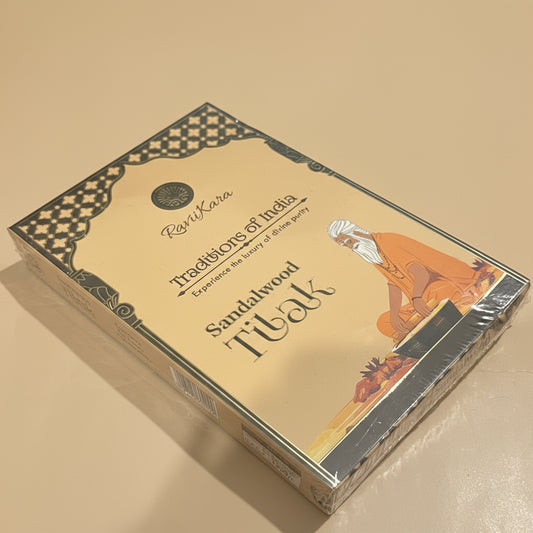 RaniKara
Traditions of India
Experience the luxury of divine purity
Sandalwood
Tilak